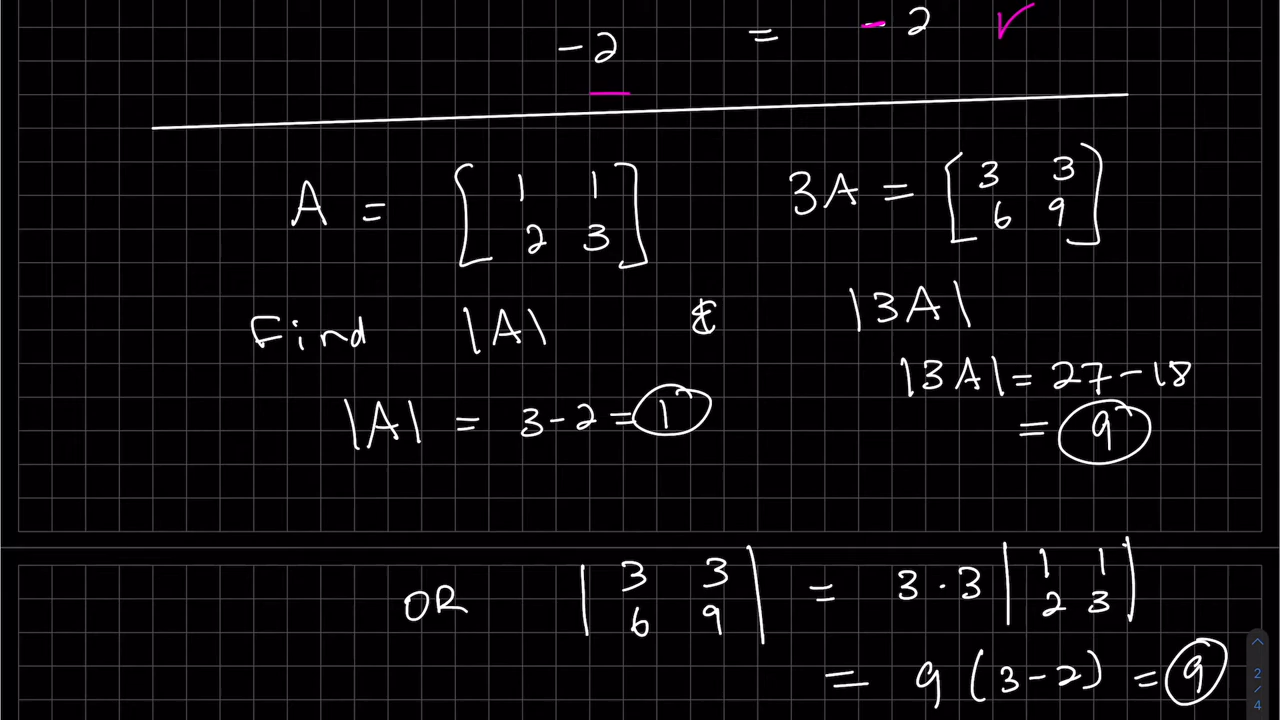 -2 = -2 ✓
A = [1 1; 2 3] 3A = [3 3; 6 9]
Find |A| & |3A|
|3A| = 27-18
|A| = 3-2 = 1
= 9
OR |3 3; 6 9| = 3·3 |1 1; 2 3|
= 9 (3-2) = 9
2/4